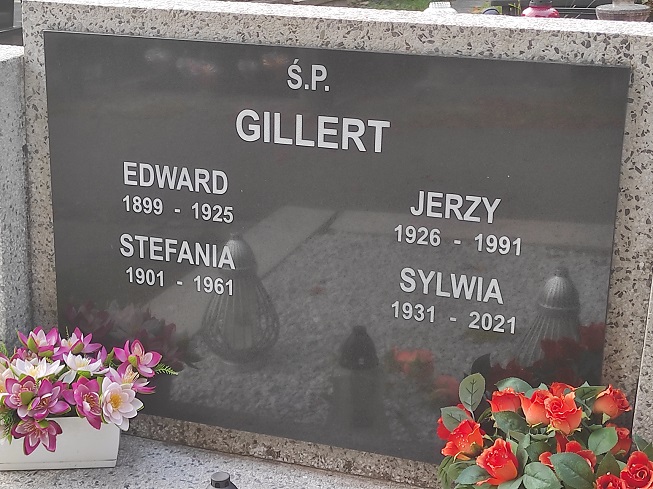 Ś.P.
GILLERT
EDWARD
1899 - 1925
STEFANIA
1901 - 1961
JERZY
1926 - 1991
SYLWIA
1931 - 2021